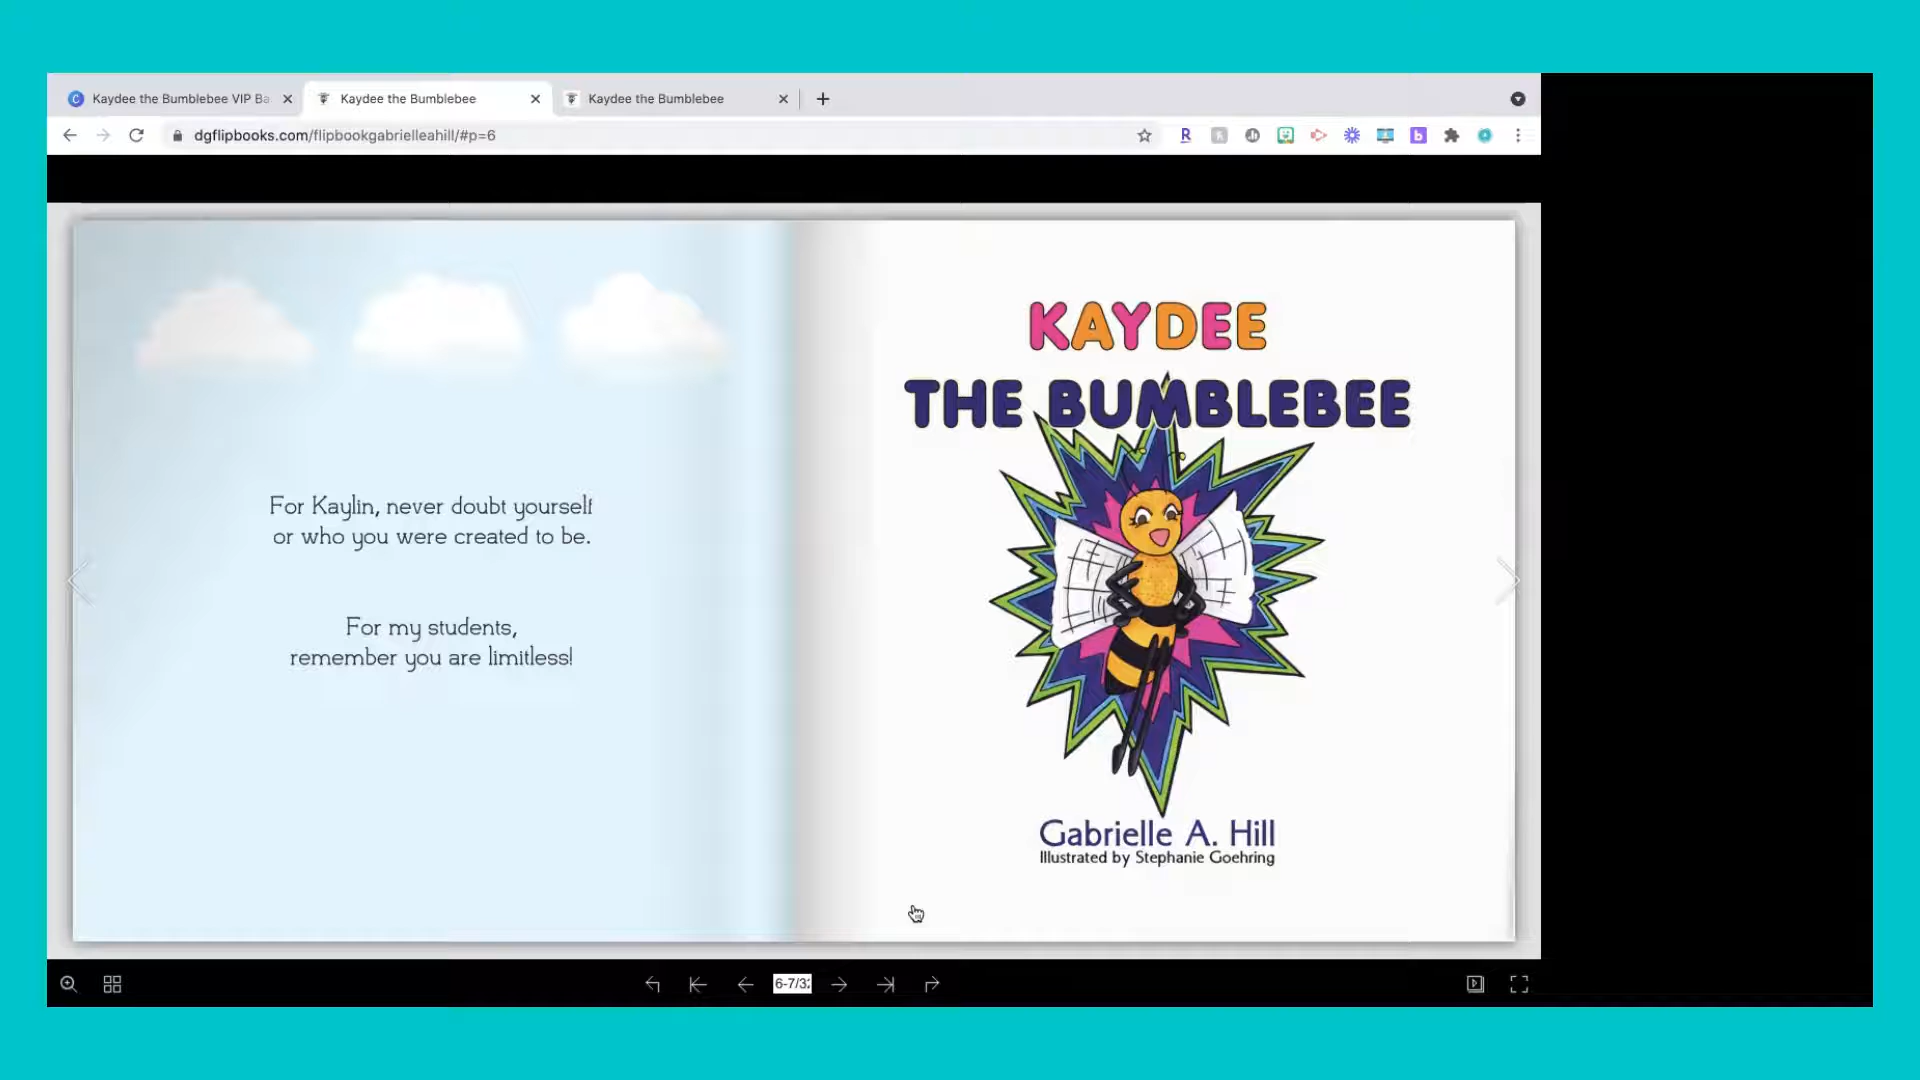 Kaydee the Bumblebee VIP Ba
Kaydee the Bumblebee
Kaydee the Bumblebee
dgflipbooks.com/flipbookgabrielleahill/#p=6
For Kaylin, never doubt yourself
or who you were created to be.
For my students,
remember you are limitless!
KAYDEE
THE BUMBLEBEE
Gabrielle A. Hill
Illustrated by Stephanie Goehring
6-7/32